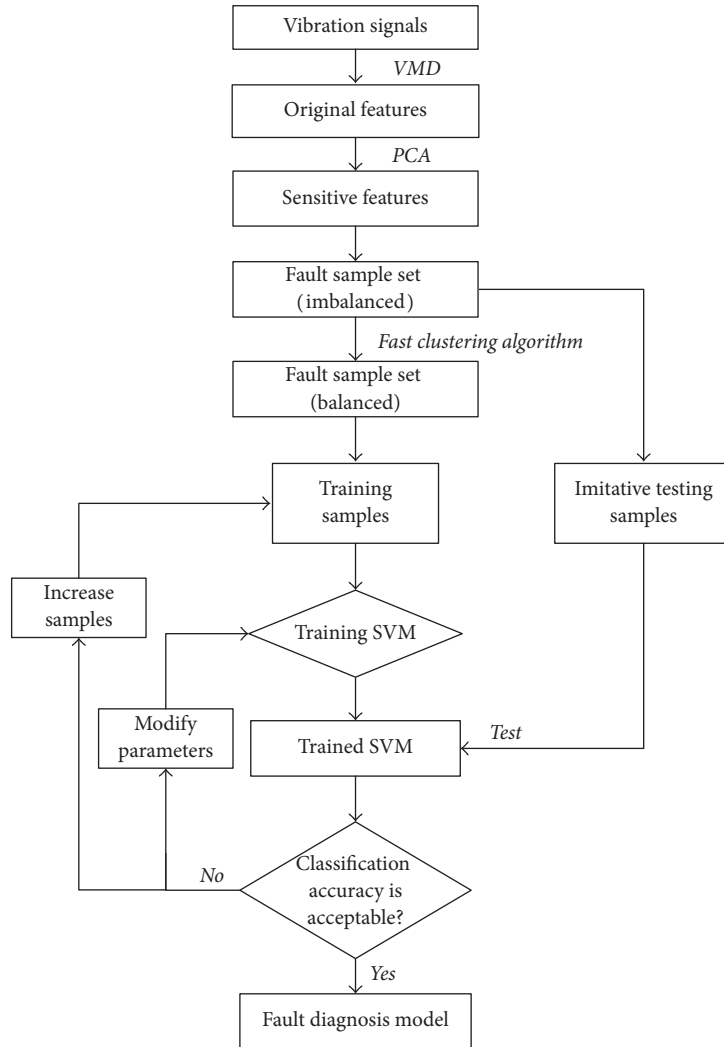 Vibration signals
VMD
Original features
PCA
Sensitive features
Fault sample set
(imbalanced)
Fast clustering algorithm
Fault sample set
(balanced)
Training
samples
Imitative testing
samples
Increase
samples
Training SVM
Modify
parameters
Trained SVM
Test
Classification
accuracy is
acceptable?
No
Yes
Fault diagnosis model